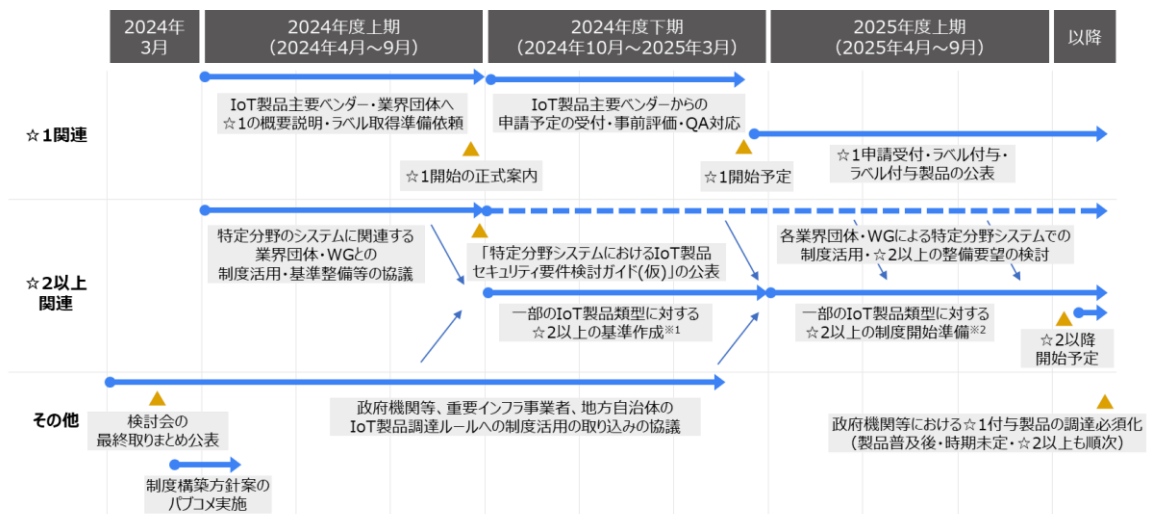 2024年
3月
2024年度上期
（2024年4月～9月）
2024年度下期
（2024年10月～2025年3月）
2025年度上期
（2025年4月～9月）
以降
☆1関連
IoT製品主要ベンダー・業界団体へ
☆1の概要説明・ラベル取得準備依頼
IoT製品主要ベンダーからの
申請予定の受付・事前評価・QA対応
☆1開始の正式案内
☆1開始予定
☆1申請受付・ラベル付与・
ラベル付与製品の公表
☆2以上
関連
特定分野のシステムに関連する
業界団体・WGとの
制度活用・基準整備等の協議
「特定分野システムにおけるIoT製品
セキュリティ要件検討ガイド(仮)」の公表
各業界団体・WGによる特定分野システムでの
制度活用・☆2以上の整備要望の検討
一部のIoT製品類型に対する
☆2以上の基準作成※1
一部のIoT製品類型に対する
☆2以上の制度開始準備※2
☆2以降
開始予定
その他
検討会の
最終取りまとめ公表
政府機関等、重要インフラ事業者、地方自治体の
IoT製品調達ルールへの制度活用の取り込みの協議
政府機関等における☆1付与製品の調達必須化
（製品普及後・時期未定・☆2以上も順次）
制度構築方針案の
パブコメ実施